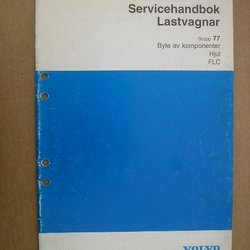 Servicehandbok
Lastvagnar
Grupp 77
Byte av komponenter
Hjul
FLC
VOLVO